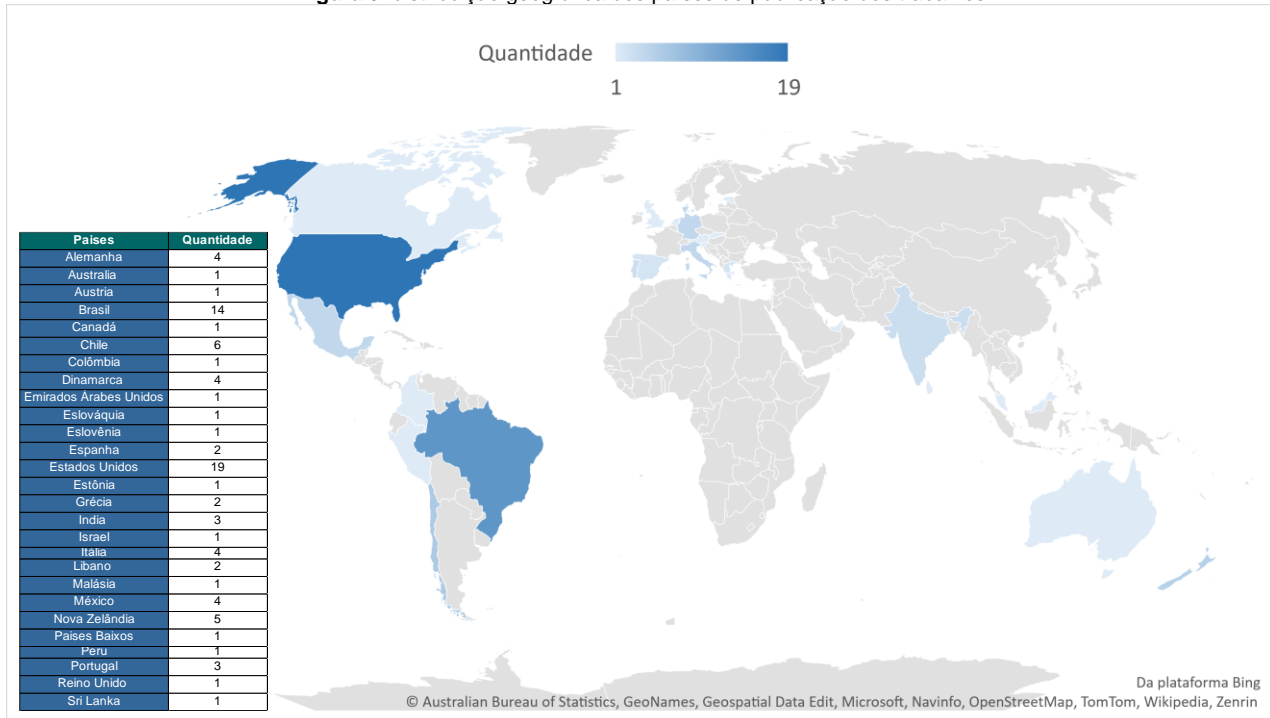 Quantidade
1 19
Paises Quantidade
Alemanha 4
Australia 1
Austria 1
Brasil 14
Canadá 1
Chile 6
Colômbia 1
Dinamarca 4
Emirados Árabes Unidos 1
Eslováquia 1
Eslovênia 1
Espanha 2
Estados Unidos 19
Estônia 1
Grécia 2
India 3
Israel 1
Itália 4
Libano 2
Malásia 1
México 4
Nova Zelândia 5
Paises Baixos 1
Peru 1
Portugal 3
Reino Unido 1
Sri Lanka 1
Da plataforma Bing
© Australian Bureau of Statistics, GeoNames, Geospatial Data Edit, Microsoft, Navinfo, OpenStreetMap, TomTom, Wikipedia, Zenrin